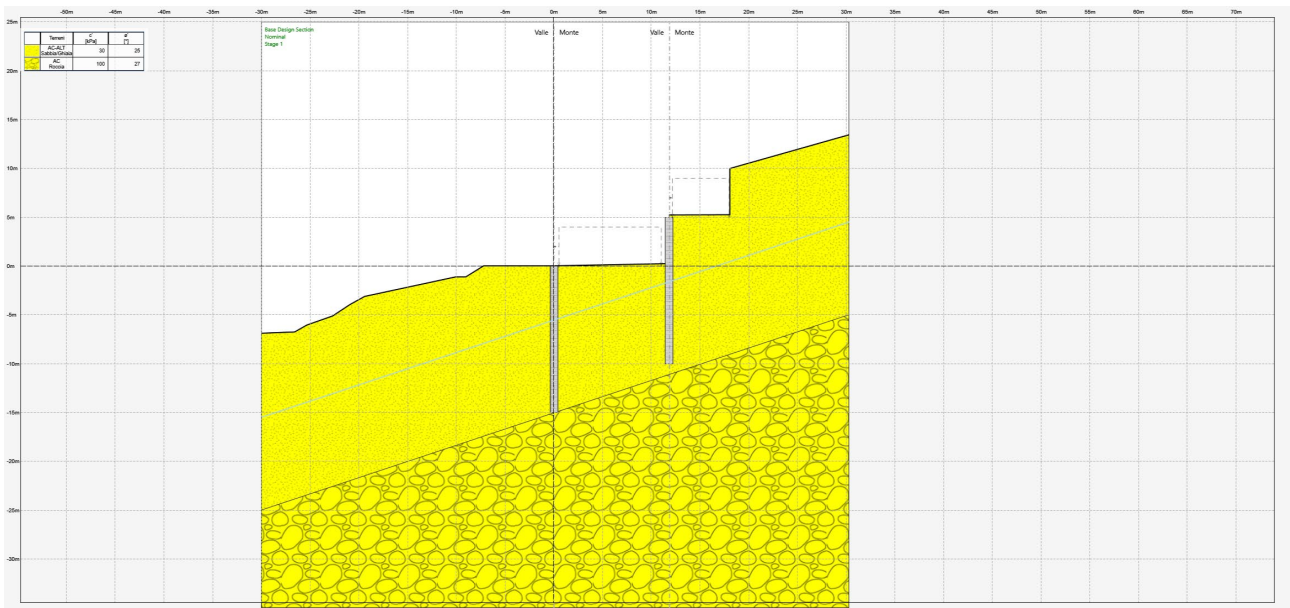 -50m -45m -40m -35m -30m -25m -20m -15m -10m -5m 0m 5m 10m 15m 20m 25m 30m 35m 40m 45m 50m 55m 60m 65m 70m
25m
20m
15m
10m
5m
0m
-5m
-10m
-15m
-20m
-25m
-30m
Terreni c' [kPa] ø' [°]
AC-ALT Sabbia/Ghiaia 30 25
AC Roccia 100 27
Base Design Section
Nominal
Stage 1
Valle Monte Valle Monte